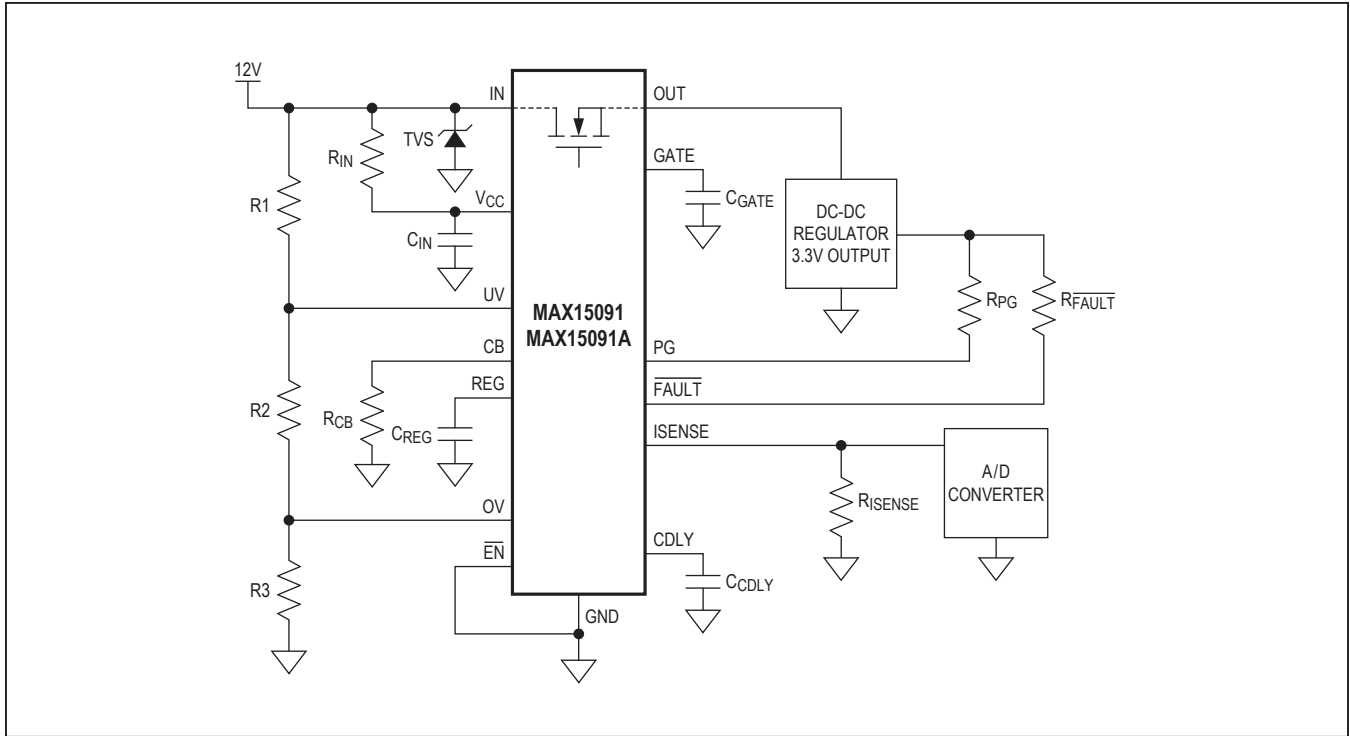 12V
IN
OUT
TVS
RIN
GATE
R1
VCC
CGATE
DC-DC
REGULATOR
3.3V OUTPUT
CIN
UV
MAX15091
MAX15091A
RPG
RFAULT
CB
PG
REG
FAULT
R2
RCB
CREG
ISENSE
A/D
CONVERTER
RISENSE
OV
EN
CDLY
CCDLY
R3
GND